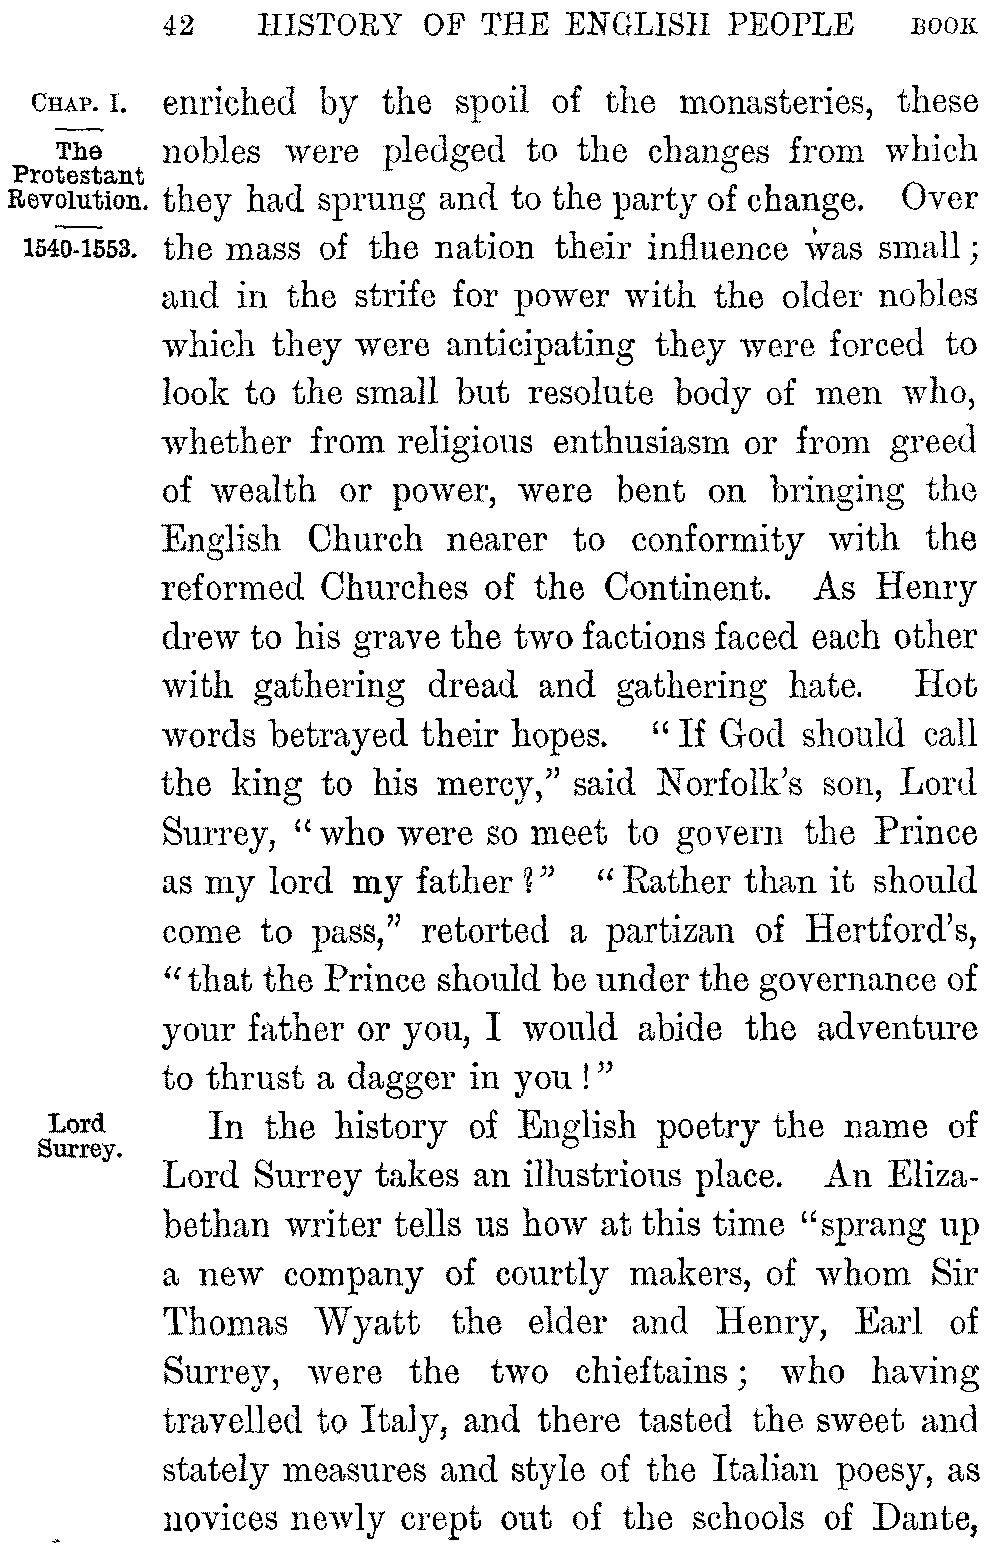 42 HISTORY OF THE ENGLISH PEOPLE BOOK
CHAP. I.
The
Protestant
Revolution.
1540-1553.
enriched by the spoil of the monasteries, these
nobles were pledged to the changes from which
they had sprung and to the party of change. Over
the mass of the nation their influence was small;
and in the strife for power with the older nobles
which they were anticipating they were forced to
look to the small but resolute body of men who,
whether from religious enthusiasm or from greed
of wealth or power, were bent on bringing the
English Church nearer to conformity with the
reformed Churches of the Continent. As Henry
drew to his grave the two factions faced each other
with gathering dread and gathering hate. Hot
words betrayed their hopes. “If God should call
the king to his mercy,” said Norfolk’s son, Lord
Surrey, “who were so meet to govern the Prince
as my lord my father?” “Rather than it should
come to pass,” retorted a partizan of Hertford’s,
“that the Prince should be under the governance of
your father or you, I would abide the adventure
to thrust a dagger in you!”
Lord
Surrey.
In the history of English poetry the name of
Lord Surrey takes an illustrious place. An Eliza-
bethan writer tells us how at this time “sprang up
a new company of courtly makers, of whom Sir
Thomas Wyatt the elder and Henry, Earl of
Surrey, were the two chieftains; who having
travelled to Italy, and there tasted the sweet and
stately measures and style of the Italian poesy, as
novices newly crept out of the schools of Dante,